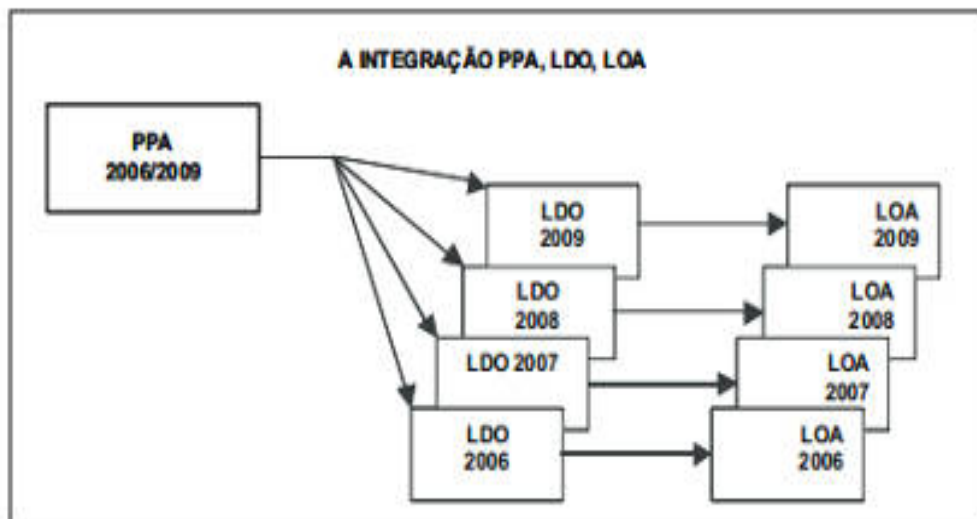 A INTEGRAÇÃO PPA, LDO, LOA
PPA
2006/2009
LDO
2009
LOA
2009
LDO
2008
LOA
2008
LDO 2007
LOA
2007
LDO
2006
LOA
2006